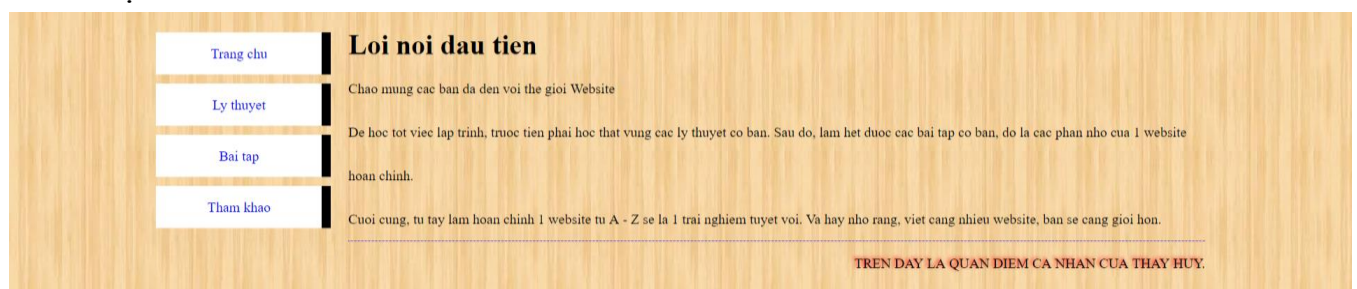 Trang chu
Ly thuyet
Bai tap
Tham khao
Loi noi dau tien
Chao mung cac ban da den voi the gioi Website
De hoc tot viec lap trinh, truoc tien phai hoc that vung cac ly thuyet co ban. Sau do, lam het duoc cac bai tap co ban, do la cac phan nho cua 1 website
hoan chinh.
Cuoi cung, tu tay lam hoan chinh 1 website tu A - Z se la 1 trai nghiem tuyet voi. Va hay nho rang, viet cang nhieu website, ban se cang gioi hon.
TREN DAY LA QUAN DIEM CA NHAN CUA THAY HUY.